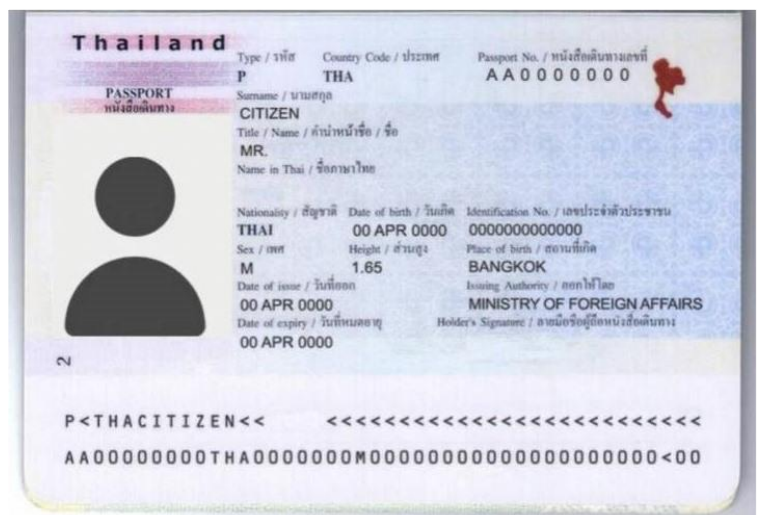 Thailand
PASSPORT
หนังสือเดินทาง
Type / รหัส Country Code / ประเทศ Passport No. / หนังสือเดินทางเลขที่
P THA AA0000000
Surname / นามสกุล
CITIZEN
Title / Name / คำนำหน้าชื่อ / ชื่อ
MR.
Name in Thai / ชื่อภาษาไทย
Nationality / สัญชาติ Date of birth / วันเกิด Identification No. / เลขประจำตัวประชาชน
THAI 00 APR 0000 0000000000000
Sex / เพศ Height / ส่วนสูง Place of birth / สถานที่เกิด
M 1.65 BANGKOK
Date of issue / วันที่ออก Issuing Authority / ออกให้โดย
00 APR 0000 MINISTRY OF FOREIGN AFFAIRS
Date of expiry / วันที่หมดอายุ Holder's Signature / ลายมือชื่อผู้ถือหนังสือเดินทาง
00 APR 0000
2
P<THACITIZEN<< <<<<<<<<<<<<<<<<<<<<<<<<<<
AA00000000THA0000000M00000000000000000000000<00